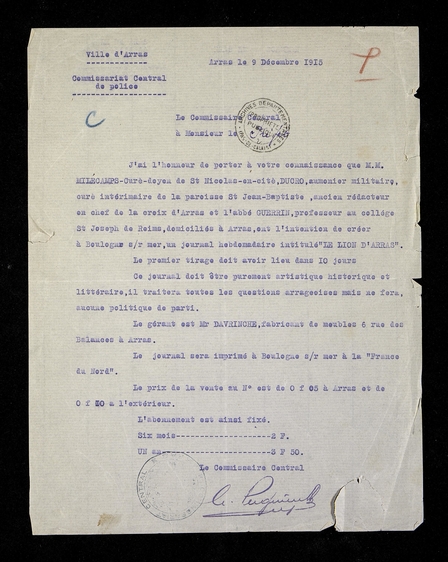 Ville d'Arras
Arras le 9 Décembre 1915
Commissariat Central
de police
C
Le Commissaire Central
à Monsieur le
J'ai l'honneur de porter à votre connaissance que M.M.
MILECAMPS-Curé-doyen de St Nicolas-en-cité,DUCRO,aumonier militaire,
curé intérimaire de la paroisse St Jean-Baptiste ,ancien rédacteur
en chef de la croix d'Arras et l'abbé GUERRIN,professeur au collège
St Joseph de Reims,domiciliés à Arras,ont l'intention de créer
à Boulogne s/r mer,un journal hebdomadaire intitulé"LE LION D'ARRAS".
Le premier tirage doit avoir lieu dans I0 jours
Ce journal doit être purement artistique historique et
littéraire,il traitera toutes les questions arrageoises mais ne fera,
aucune politique de parti.
Le gérant est Mr DAVRINCHE,fabricant de meubles 6 rue des
Balances à Arras.
Le journal sera imprimé à Boulogne s/r mer à la "France
du Nord".
Le prix de la vente au N° est de 0 f 05 à Arras et de
0 f I0 a l'extérieur.
L'abonnement est ainsi fixé.
Six mois----------------------2 F.
UN an-------------------------3 F 50.
Le Commissaire Central